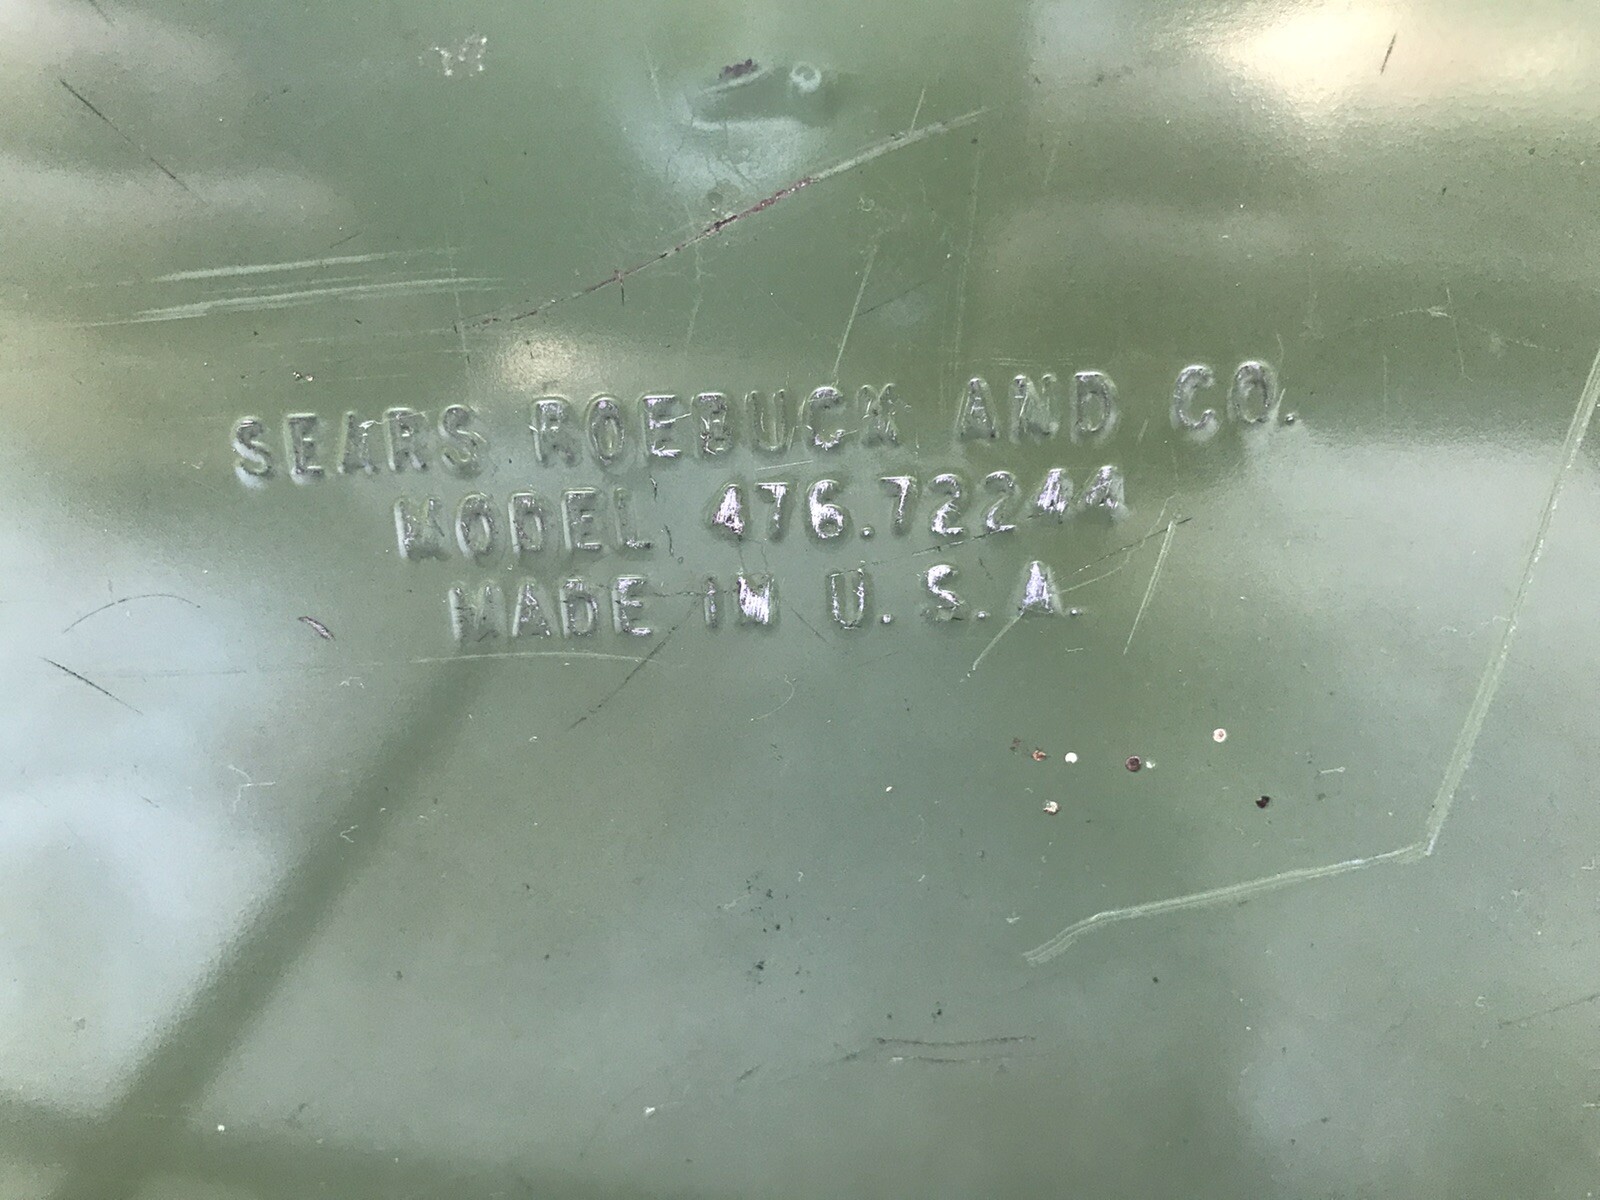 SEARS ROEBUCK AND CO.
MODEL 476.72244
MADE IN U.S.A.